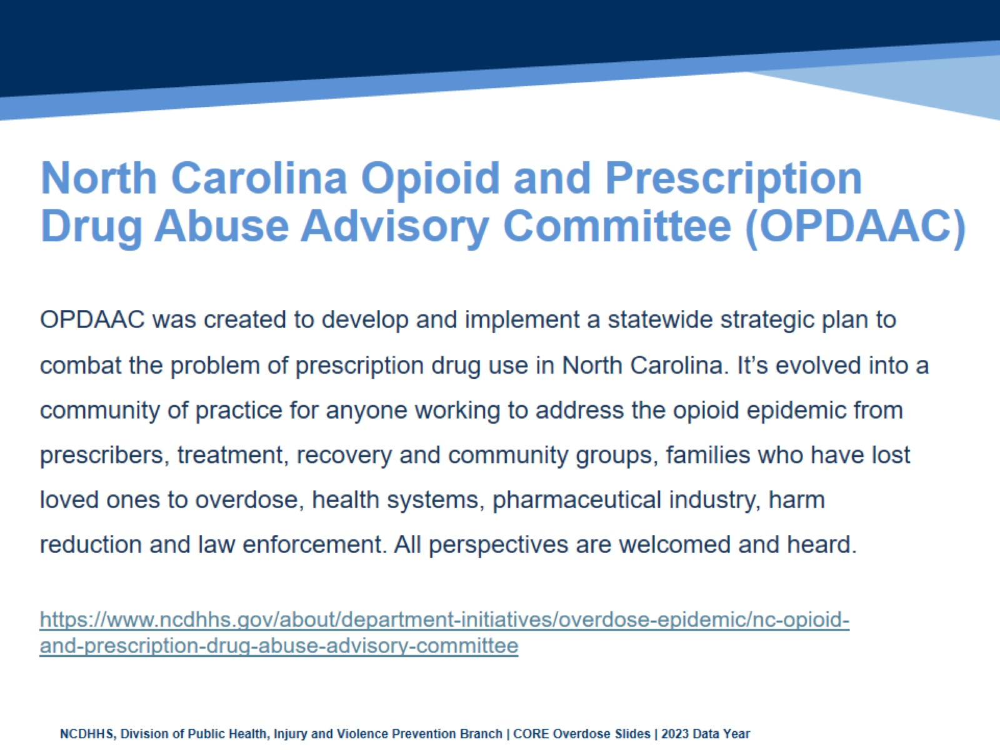 North Carolina Opioid and Prescription
Drug Abuse Advisory Committee (OPDAAC)
OPDAAC was created to develop and implement a statewide strategic plan to
combat the problem of prescription drug use in North Carolina. It’s evolved into a
community of practice for anyone working to address the opioid epidemic from
prescribers, treatment, recovery and community groups, families who have lost
loved ones to overdose, health systems, pharmaceutical industry, harm
reduction and law enforcement. All perspectives are welcomed and heard.
https://www.ncdhhs.gov/about/department-initiatives/overdose-epidemic/nc-opioid-
and-prescription-drug-abuse-advisory-committee
NCDHHS, Division of Public Health, Injury and Violence Prevention Branch | CORE Overdose Slides | 2023 Data Year